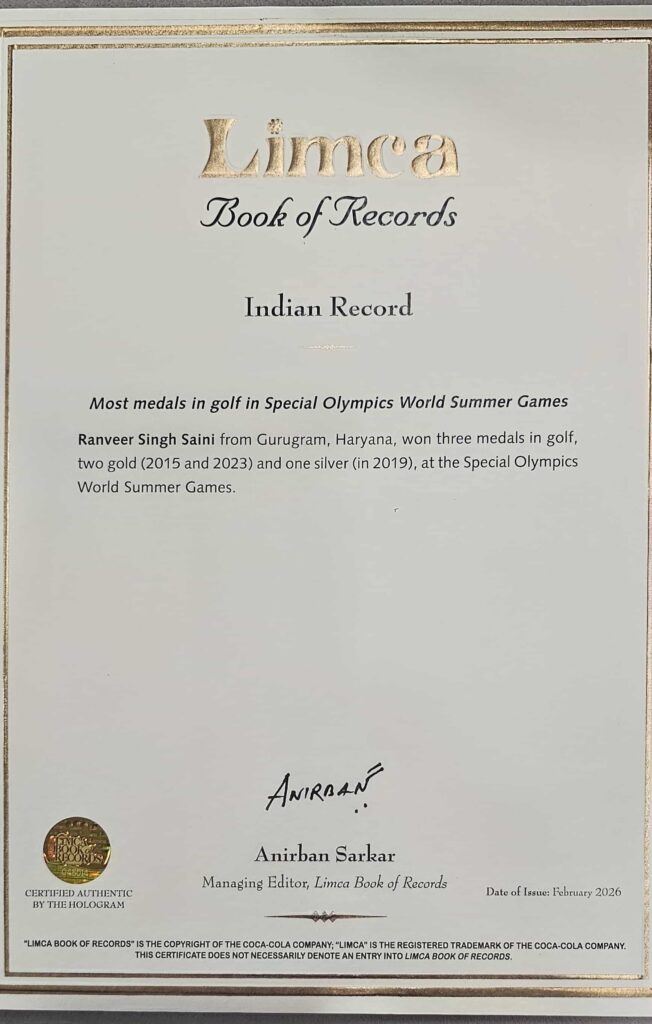 Limca
Book of Records
Indian Record
Most medals in golf in Special Olympics World Summer Games
Ranveer Singh Saini from Gurugram, Haryana, won three medals in golf,
two gold (2015 and 2023) and one silver (in 2019), at the Special Olympics
World Summer Games.
ANIRBAN
Anirban Sarkar
Managing Editor, Limca Book of Records
LIMCA
BOOK of
RECORDS
CERTIFIED AUTHENTIC
BY THE HOLOGRAM
Date of Issue: February 2026
"LIMCA BOOK OF RECORDS" IS THE COPYRIGHT OF THE COCA-COLA COMPANY; "LIMCA" IS THE REGISTERED TRADEMARK OF THE COCA-COLA COMPANY.
THIS CERTIFICATE DOES NOT NECESSARILY DENOTE AN ENTRY INTO LIMCA BOOK OF RECORDS.